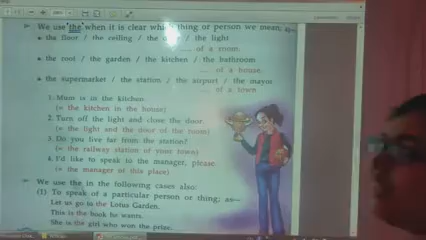 We use 'the' when it is clear which thing or person we mean; as—
the floor / the ceiling / the / the light
.... of a room.
the roof / the garden / the kitchen / the bathroom
.... of a house.
the supermarket / the station / the airport / the mayor
.... of a town
1. Mum is in the kitchen.
(= the kitchen in the house)
2. Turn off the light and close the door.
(= the light and the door of the room)
3. Do you live far from the station?
(= the railway station of your town)
4. I'd like to speak to the manager, please.
(= the manager of this place)
We use the in the following cases also:
(1) To speak of a particular person or thing; as—
Let us go to the Lotus Garden.
This is the book he wants.
She is the girl who won the prize.